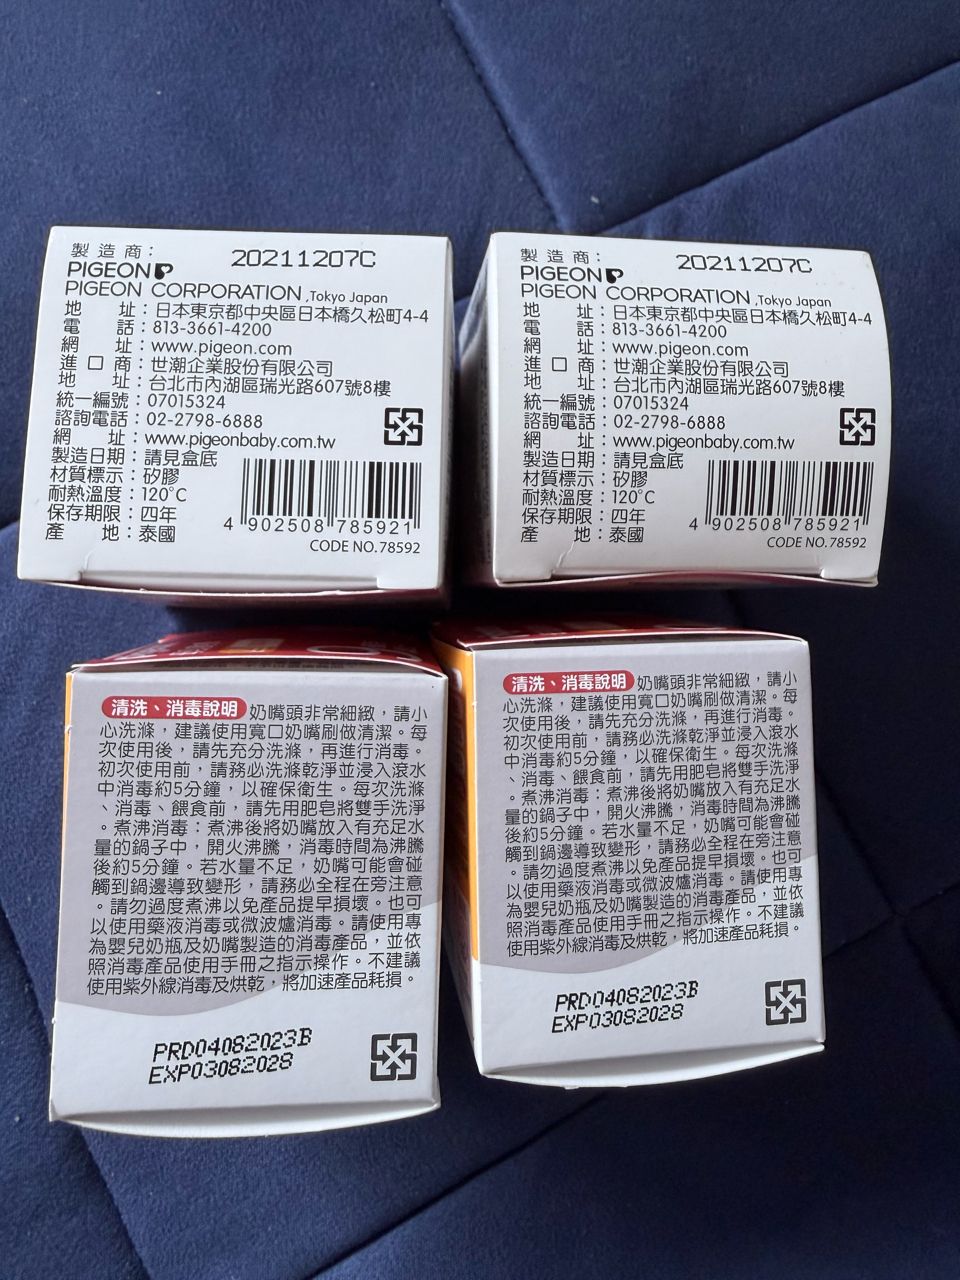 製造商：
20211207C
PIGEON
PIGEON CORPORATION ,Tokyo Japan
地　　址：日本東京都中央區日本橋久松町4-4
電　　話：813-3661-4200
網　　址：www.pigeon.com
進口商：世潮企業股份有限公司
地　　址：台北市內湖區瑞光路607號8樓
統一編號：07015324
諮詢電話：02-2798-6888
網　　址：www.pigeonbaby.com.tw
製造日期：請見盒底
材質標示：矽膠
耐熱溫度：120°C
保存期限：四年
產　　地：泰國
4 902508 785921
CODE NO.78592
製造商：
20211207C
PIGEON
PIGEON CORPORATION ,Tokyo Japan
地　　址：日本東京都中央區日本橋久松町4-4
電　　話：813-3661-4200
網　　址：www.pigeon.com
進口商：世潮企業股份有限公司
地　　址：台北市內湖區瑞光路607號8樓
統一編號：07015324
諮詢電話：02-2798-6888
網　　址：www.pigeonbaby.com.tw
製造日期：請見盒底
材質標示：矽膠
耐熱溫度：120°C
保存期限：四年
產　　地：泰國
4 902508 785921
CODE NO.78592
清洗、消毒說明 奶嘴頭非常細緻，請小
心洗滌，建議使用寬口奶嘴刷做清潔。每
次使用後，請先充分洗滌，再進行消毒。
初次使用前，請務必洗滌乾淨並浸入滾水
中消毒約5分鐘，以確保衛生。每次洗滌
、消毒、餵食前，請先用肥皂將雙手洗淨
。煮沸消毒：煮沸後將奶嘴放入有充足水
量的鍋子中，開火沸騰，消毒時間為沸騰
後約5分鐘。若水量不足，奶嘴可能會碰
觸到鍋邊導致變形，請務必全程在旁注意
。請勿過度煮沸以免產品提早損壞。也可
以使用藥液消毒或微波爐消毒。請使用專
為嬰兒奶瓶及奶嘴製造的消毒產品，並依
照消毒產品使用手冊之指示操作。不建議
使用紫外線消毒及烘乾，將加速產品耗損。
PRD04082023B
EXP03082028
清洗、消毒說明 奶嘴頭非常細緻，請小
心洗滌，建議使用寬口奶嘴刷做清潔。每
次使用後，請先充分洗滌，再進行消毒。
初次使用前，請務必洗滌乾淨並浸入滾水
中消毒約5分鐘，以確保衛生。每次洗滌
、消毒、餵食前，請先用肥皂將雙手洗淨
。煮沸消毒：煮沸後將奶嘴放入有充足水
量的鍋子中，開火沸騰，消毒時間為沸騰
後約5分鐘。若水量不足，奶嘴可能會碰
觸到鍋邊導致變形，請務必全程在旁注意
。請勿過度煮沸以免產品提早損壞。也可
以使用藥液消毒或微波爐消毒。請使用專
為嬰兒奶瓶及奶嘴製造的消毒產品，並依
照消毒產品使用手冊之指示操作。不建議
使用紫外線消毒及烘乾，將加速產品耗損。
PRD04082023B
EXP03082028